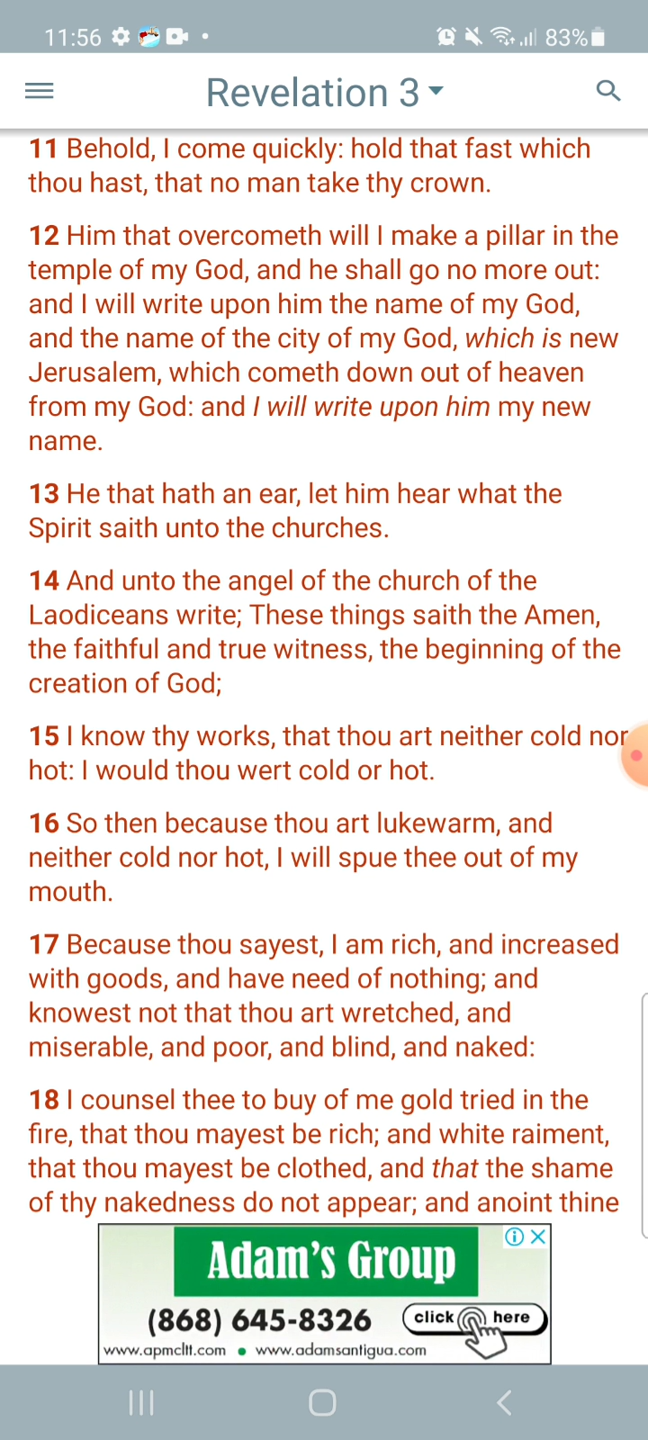 11:56
83%
Revelation 3
11 Behold, I come quickly: hold that fast which
thou hast, that no man take thy crown.
12 Him that overcometh will I make a pillar in the
temple of my God, and he shall go no more out:
and I will write upon him the name of my God,
and the name of the city of my God, which is new
Jerusalem, which cometh down out of heaven
from my God: and I will write upon him my new
name.
13 He that hath an ear, let him hear what the
Spirit saith unto the churches.
14 And unto the angel of the church of the
Laodiceans write; These things saith the Amen,
the faithful and true witness, the beginning of the
creation of God;
15 I know thy works, that thou art neither cold nor
hot: I would thou wert cold or hot.
16 So then because thou art lukewarm, and
neither cold nor hot, I will spue thee out of my
mouth.
17 Because thou sayest, I am rich, and increased
with goods, and have need of nothing; and
knowest not that thou art wretched, and
miserable, and poor, and blind, and naked:
18 I counsel thee to buy of me gold tried in the
fire, that thou mayest be rich; and white raiment,
that thou mayest be clothed, and that the shame
of thy nakedness do not appear; and anoint thine
Adam's Group
(868) 645-8326
click here
www.apmcltt.com • www.adamsantigua.com